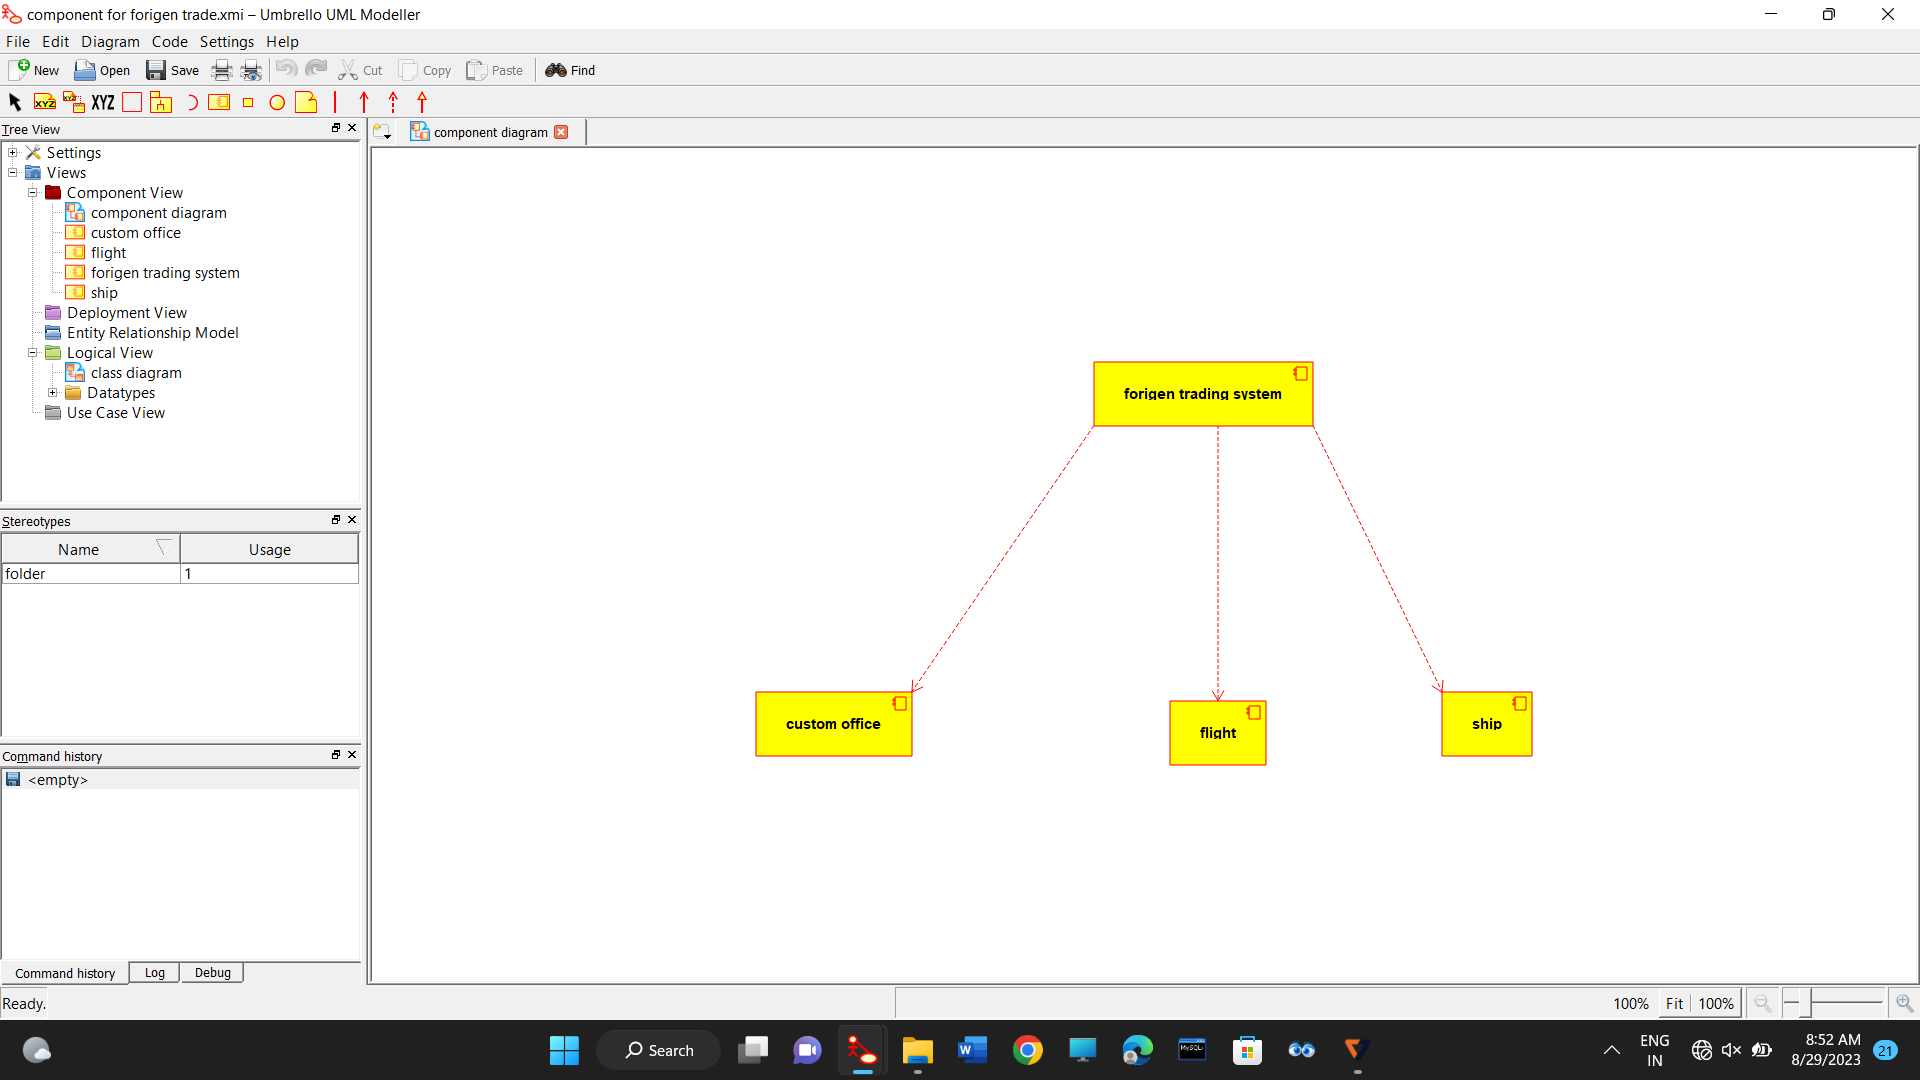 component for forigen trade.xmi – Umbrello UML Modeller
File Edit Diagram Code Settings Help
New Open Save Cut Copy Paste Find
XYZ XYZ XYZ
Tree View
component diagram
Settings
Views
Component View
component diagram
custom office
flight
forigen trading system
ship
Deployment View
Entity Relationship Model
Logical View
class diagram
Datatypes
Use Case View
forigen trading system
custom office
flight
ship
Stereotypes
Name Usage
folder 1
Command history
<empty>
Command history Log Debug
Ready.
100% Fit 100%
Search
W
MySQL
ENG
IN
8:52 AM
8/29/2023
21